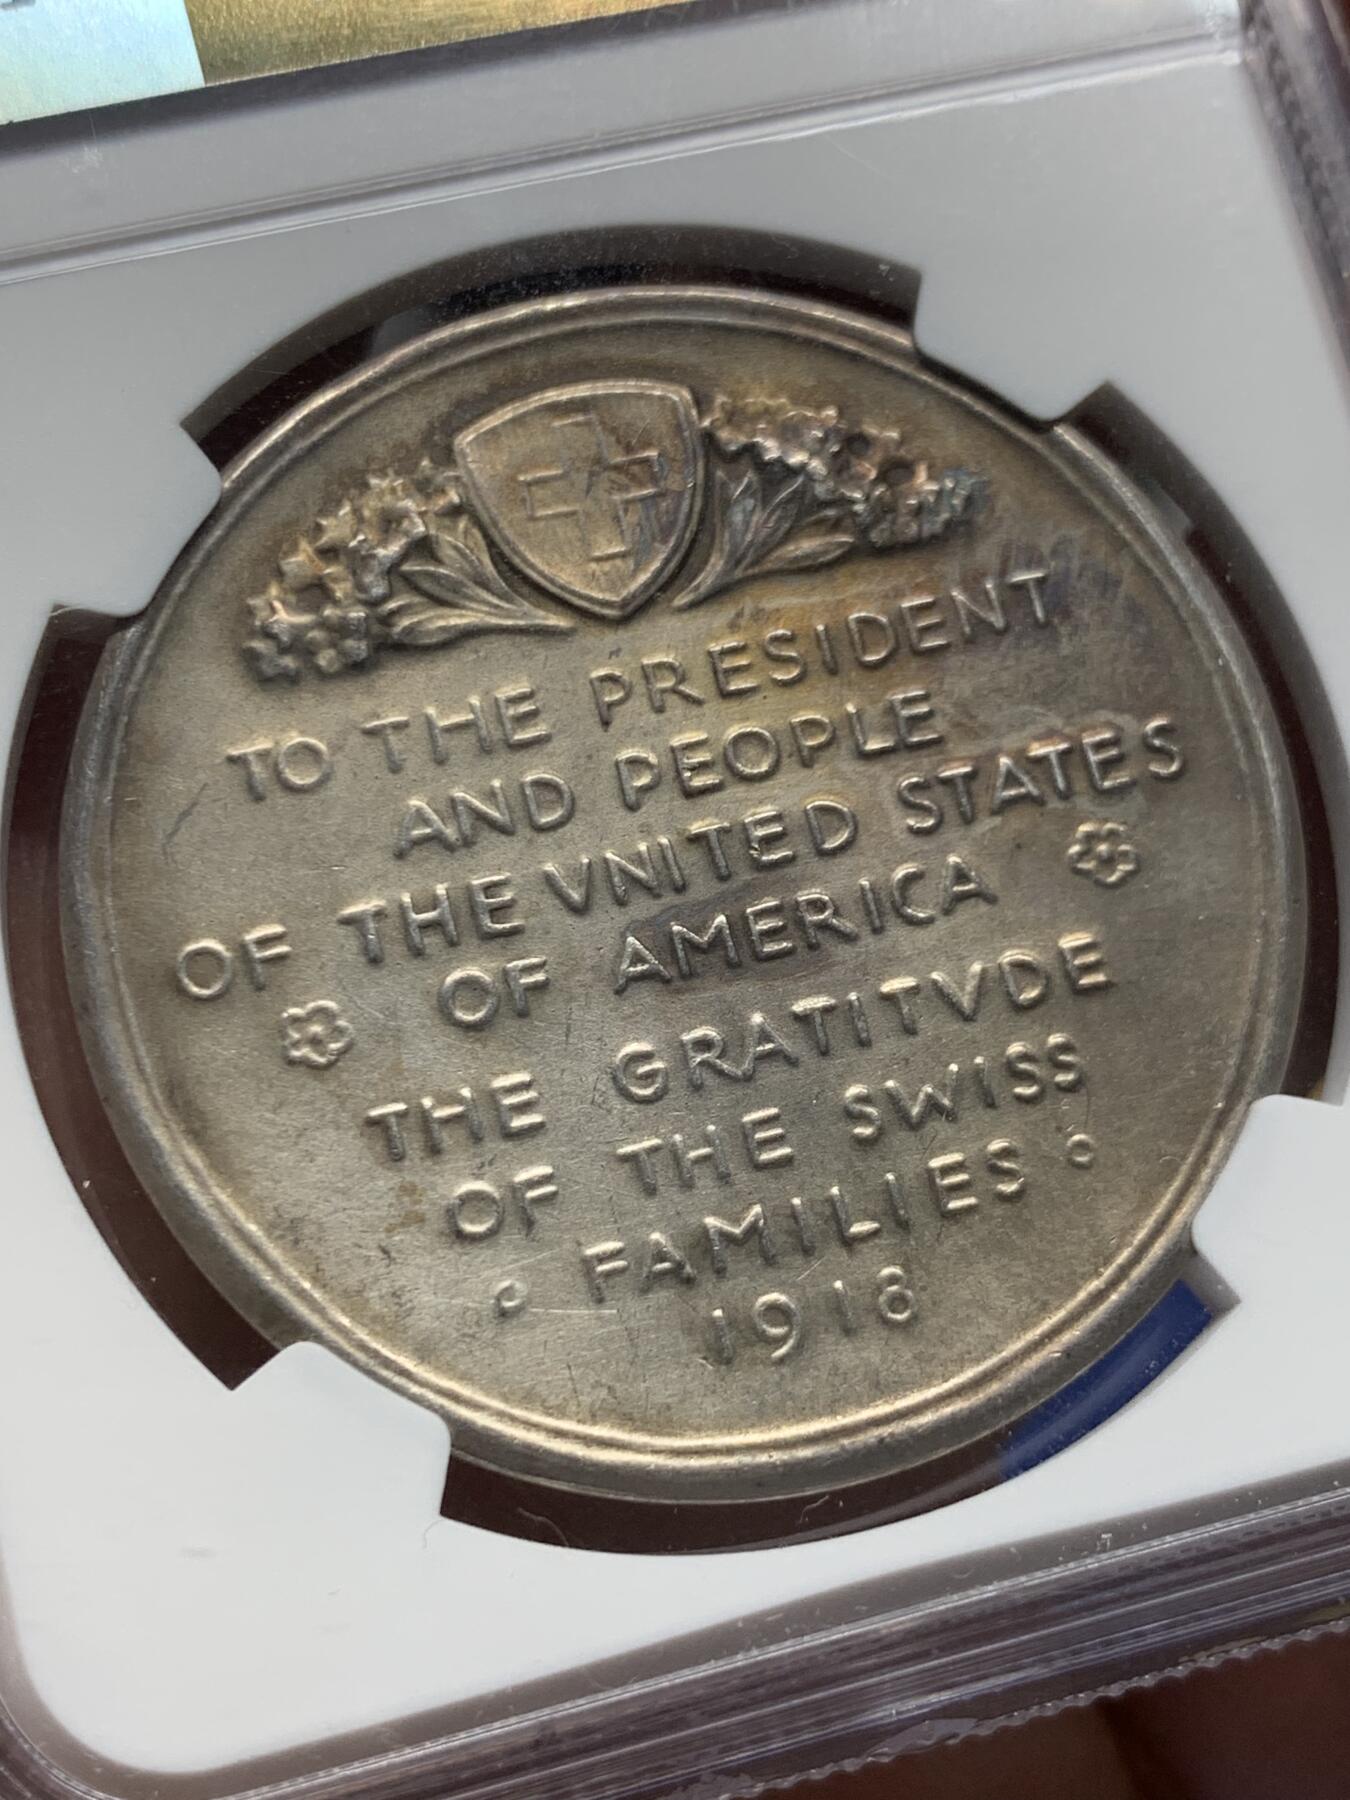 TO THE PRESIDENT
AND PEOPLE
OF THE VNITED STATES
OF AMERICA
THE GRATITVDE
OF THE SWISS
FAMILIES
1918